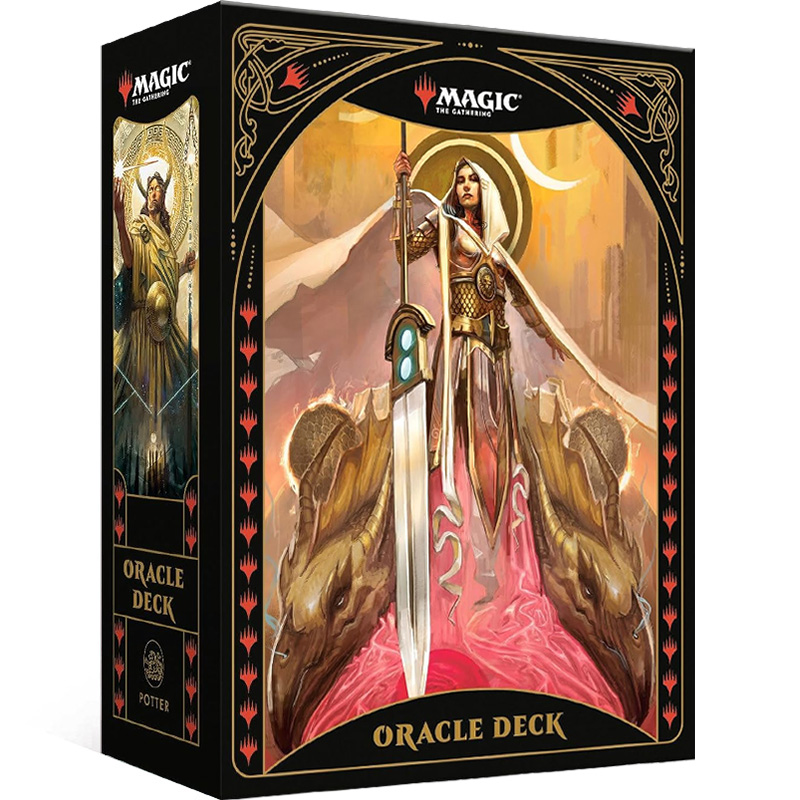 MAGIC®
THE GATHERING
ORACLE
DECK
POTTER
MAGIC®
THE GATHERING
ORACLE DECK